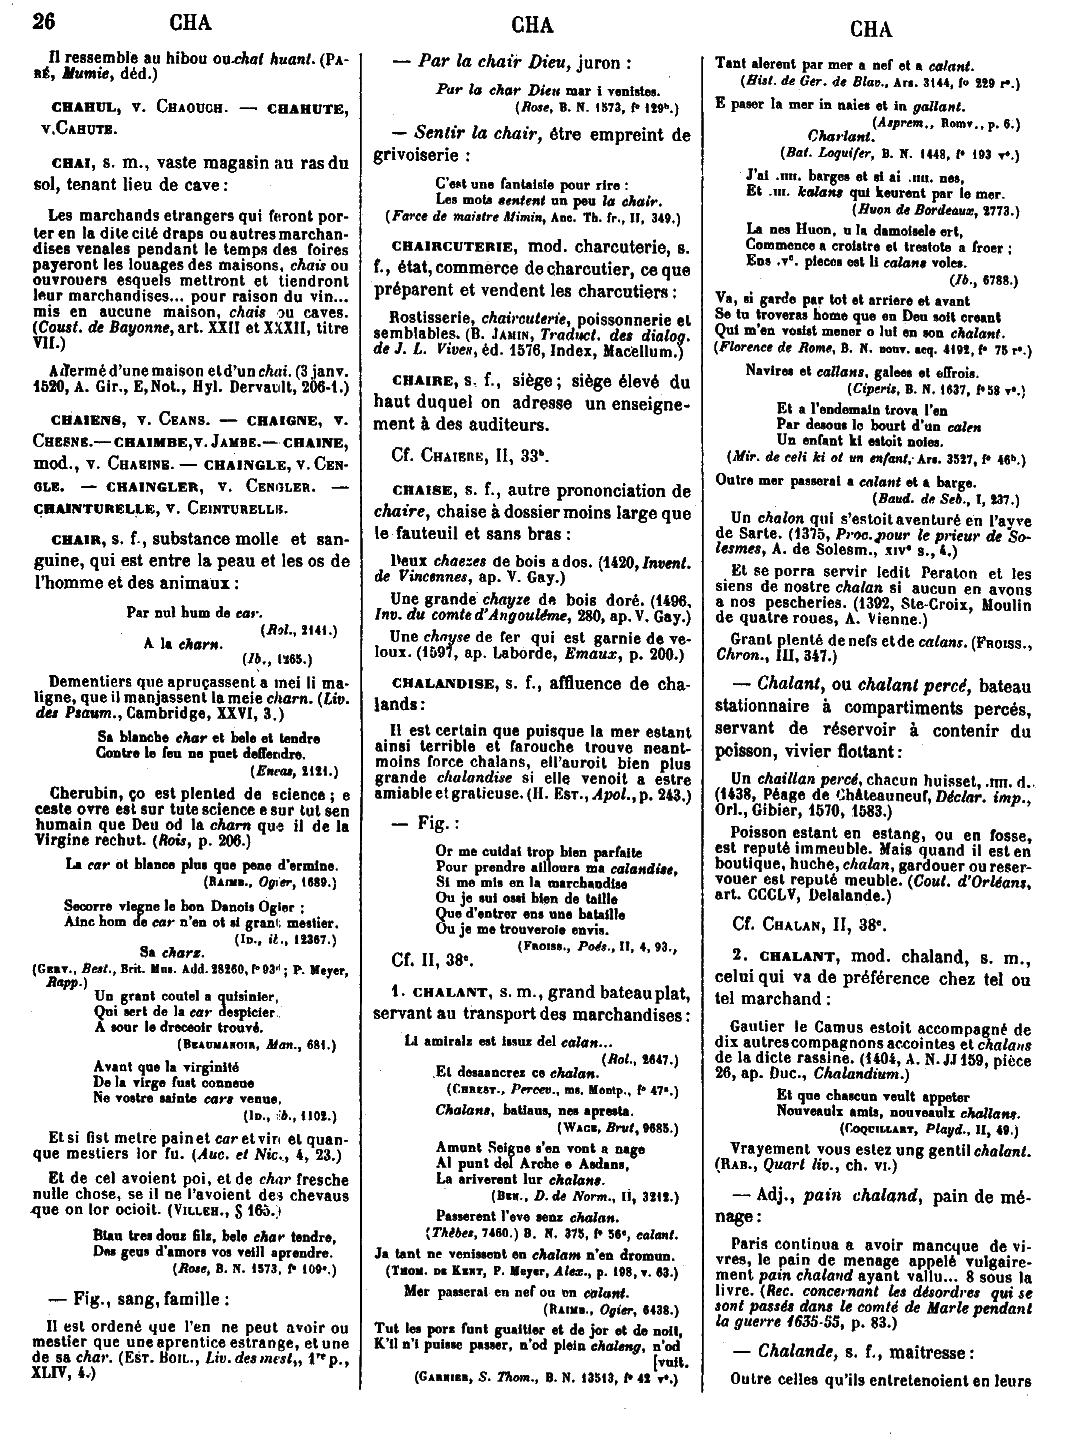 26 CHA
CHA
CHA
Il ressemble au hibou ou chat huant. (PA-
RÉ, Mumie, déd.)
CHAHUL, v. CHAOUCH. — CHAHUTE,
v. CAHUTE.
CHAI, s. m., vaste magasin au ras du
sol, tenant lieu de cave :
Les marchands etrangers qui feront por-
ter en la dite cité draps ou autres marchan-
dises venales pendant le temps des foires
payeront les louages des maisons, chais ou
ouvrouers esquels mettront et tiendront
leur marchandises... pour raison du vin...
mis en aucune maison, chais ou caves.
(Coust. de Bayonne, art. XXII et XXXII, titre
VII.)
Affermé d'une maison et d'un chai. (3 janv.
1520, A. Gir., E, Not., Hyl. Dervault, 206-1.)
CHAIENS, v. CEANS. — CHAIGNE, v.
CHESNE. — CHAIMBE, v. JAMBE. — CHAINE,
mod., v. CHAEINE. — CHAINGLE, v. CEN-
GLE. — CHAINGLER, v. CENGLER. —
CHAINTURELLE, v. CEINTURELLE.
CHAIR, s. f., substance molle et san-
guine, qui est entre la peau et les os de
l'homme et des animaux :
Par nul hum de car.
(Rol., 2141.)
A la charn.
(Ib., 1265.)
Dementiers que apruçassent a mei li ma-
ligne, que il manjassent la meie charn. (Liv.
des Psaum., Cambridge, XXVI, 3.)
Sa blanche char et bele et tendre
Contre le feu ne puet deffendre.
(Eneas, 2121.)
Cherubin, ço est plented de science ; e
ceste ovre est sur tute science e sur tut sen
humain que Deu od la charn que il de la
Virgine rechut. (Rois, p. 206.)
La car ot blance plus que pene d'ermine.
(RAIMB., Ogier, 1689.)
Secorre viegne le bon Danois Ogier ;
Ainc hom de car n'en ot si grant mestier.
(ID., ib., 12367.)
Sa charz.
(GERV., Best., Brit. Mus. Add. 28260, f° 93d ; P. Meyer,
Rapp.)
Un grant coutel a quisinier,
Qui sert de la car despicier
A sour le dreceoir trouvé.
(BEAUMANOIR, Man., 681.)
Avant que la virginité
De la virge fust conneue
Ne vostre sainte cars venue.
(ID., ib., 1102.)
Et si fist metre pain et car et vin et quan-
que mestiers lor fu. (Auc. et Nic., 4, 23.)
Et de cel avoient poi, et de char fresche
nulle chose, se il ne l'avoient des chevaus
que on lor ocioit. (VILLEH., § 165.)
Biau tres douz filz, bele char tendre,
Des geus d'amors vos veill aprendre.
(Rose, B. N. 1573, f° 109c.)
— Fig., sang, famille :
Il est ordené que l'en ne peut avoir ou
mestier que une aprentice estrange, et une
de sa char. (EST. BOIL., Liv. des mest., 1re p.,
XLIV, 4.)
— Par la chair Dieu, juron :
Par la char Dieu mar i venistes.
(Rose, B. N. 1573, f° 129b.)
— Sentir la chair, être empreint de
grivoiserie :
C'est une fantaisie pour rire :
Les mots sentent un peu la chair.
(Farce de maistre Mimin, Anc. Th. fr., II, 349.)
CHAIRCUTERIE, mod. charcuterie, s.
f., état, commerce de charcutier, ce que
préparent et vendent les charcutiers :
Rostisserie, chaircuterie, poissonnerie et
semblables. (B. JAMIN, Traduct. des dialog.
de J. L. Vives, éd. 1576, Index, Macellum.)
CHAIRE, s. f., siège ; siège élevé du
haut duquel on adresse un enseigne-
ment à des auditeurs.
Cf. CHAIERE, II, 33b.
CHAISE, s. f., autre prononciation de
chaire, chaise à dossier moins large que
le fauteuil et sans bras :
Deux chaezes de bois a dos. (1420, Invent.
de Vincennes, ap. V. Gay.)
Une grande chayze de bois doré. (1496,
Inv. du comte d'Angoulême, 280, ap. V. Gay.)
Une chayse de fer qui est garnie de ve-
loux. (1597, ap. Laborde, Emaux, p. 200.)
CHALANDISE, s. f., affluence de cha-
lands :
Il est certain que puisque la mer estant
ainsi terrible et farouche trouve neant-
moins force chalans, ell'auroit bien plus
grande chalandise si elle venoit a estre
amiable et gratieuse. (H. EST., Apol., p. 243.)
— Fig. :
Or me cuidai trop bien parfaite
Pour prendre aillours ma calandise,
Si me mis en la marchandise
Ou je sui ossi bien de taille
Que d'entrer ens une bataille
Ou je me trouveroie envis.
(FROISS., Poés., II, 4, 93.,
Cf. II, 38c.
1. CHALANT, s. m., grand bateau plat,
servant au transport des marchandises :
Li amiralz est issuz del calan...
(Rol., 2647.)
Et desancrez ce chalan.
(CHREST., Percev., ms. Montp., f° 47a.)
Chalans, batiaus, nes apresta.
(WACE, Brut, 9685.)
Amunt Seigne s'en vont a nage
Al punt del Arche e Asdans,
La ariverent lur chalans.
(BEN., D. de Norm., II, 3212.)
Passerent l'eve senz chalan.
(Thèbes, 7460.) B. N. 375, f° 56c, calant.
Ja tant ne venissent en chalam n'en dromun.
(THOM. DE KENT, P. Meyer, Alex., p. 198, v. 63.)
Mer passerai en nef ou en calant.
(RAIMB., Ogier, 6438.)
Tut les porz funt guaitier et de jor et de noit,
K'il n'i puisse passer, n'od plein chaleng, n'od
[vuit.
(GARNIER, S. Thom., B. N. 13513, f° 42 v°.)
Tant alerent par mer a nef et a calant.
(Hist. de Ger. de Blav., Ars. 3144, f° 229 r°.)
E paser la mer in naies et in gallant.
(Asprem., Romv., p. 6.)
Charlant.
(Bat. Loquifer, B. N. 1448, f° 193 v°.)
J'ai .IIII. barges et si ai .IIII. nes,
Et .III. kalans qui keurent par le mer.
(Huon de Bordeaux, 2773.)
La nes Huon, u la damoisele ert,
Commence a croistre et trestote a froer ;
Ens .Vc. pieces est li calans voles.
(Ib., 6788.)
Va, si garde par tot et arriere et avant
Se tu troveras home que en Deu soit creant
Qui m'en vosist mener o lui en son chalant.
(Florence de Rome, B. N. nouv. acq. 4192, f° 75 r°.)
Navires et callans, galees et effrois.
(Ciperis, B. N. 1637, f° 58 v°.)
Et a l'endemain trova l'en
Par desous le bourt d'un calen
Un enfant ki estoit noies.
(Mir. de celi ki ot un enfant, Ars. 3527, f° 46b.)
Outre mer passerai a calant et a barge.
(Baud. de Seb., I, 237.)
Un chalon qui s'estoit aventuré en l'ayve
de Sarte. (1375, Proc. pour le prieur de So-
lesmes, A. de Solesm., XIVe s., 4.)
Et se porra servir ledit Peraton et les
siens de nostre chalan si aucun en avons
a nos pescheries. (1392, Ste-Croix, Moulin
de quatre roues, A. Vienne.)
Grant plenté de nefs et de calans. (FROISS.,
Chron., III, 347.)
— Chalant, ou chalant percé, bateau
stationnaire à compartiments percés,
servant de réservoir à contenir du
poisson, vivier flottant :
Un chaillan percé, chacun huisset, .IIII. d..
(1438, Péage de Châteauneuf, Déclar. imp.,
Orl., Gibier, 1570, 1583.)
Poisson estant en estang, ou en fosse,
est reputé immeuble. Mais quand il est en
boutique, huche, chalan, gardouer ou reser-
vouer est reputé meuble. (Cout. d'Orléans,
art. CCCLV, Delalande.)
Cf. CHALAN, II, 38c.
2. CHALANT, mod. chaland, s. m.,
celui qui va de préférence chez tel ou
tel marchand :
Gautier le Camus estoit accompagné de
dix autres compagnons accointes et chalans
de la dicte rassine. (1404, A. N. JJ 159, pièce
26, ap. Duc., Chalandium.)
Et que chascun veult appeter
Nouveaulx amis, nouveaulx challans.
(COQUILLART, Playd., II, 49.)
Vrayement vous estez ung gentil chalant.
(RAB., Quart liv., ch. VI.)
— Adj., pain chaland, pain de mé-
nage :
Paris continua a avoir mancque de vi-
vres, le pain de menage appelé vulgaire-
ment pain chaland ayant vallu... 8 sous la
livre. (Rec. concernant les désordres qui se
sont passés dans le comté de Marle pendant
la guerre 1635-55, p. 83.)
— Chalande, s. f., maitresse :
Outre celles qu'ils entretenoient en leurs